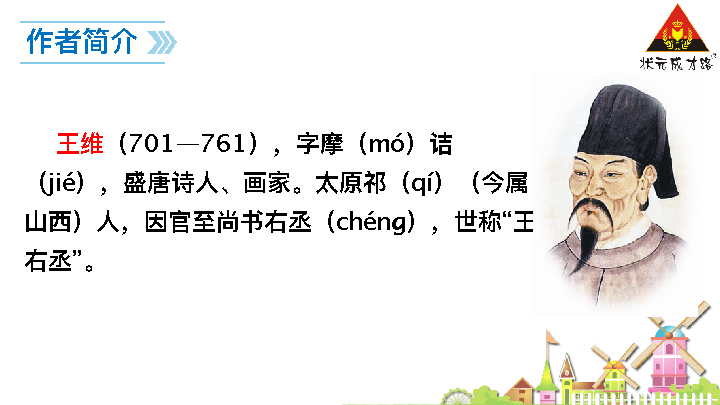 作者简介
状元成才路
王维（701—761），字摩（mó）诘
（jié），盛唐诗人、画家。太原祁（qí）（今属
山西）人，因官至尚书右丞（chéng），世称“王
右丞”。